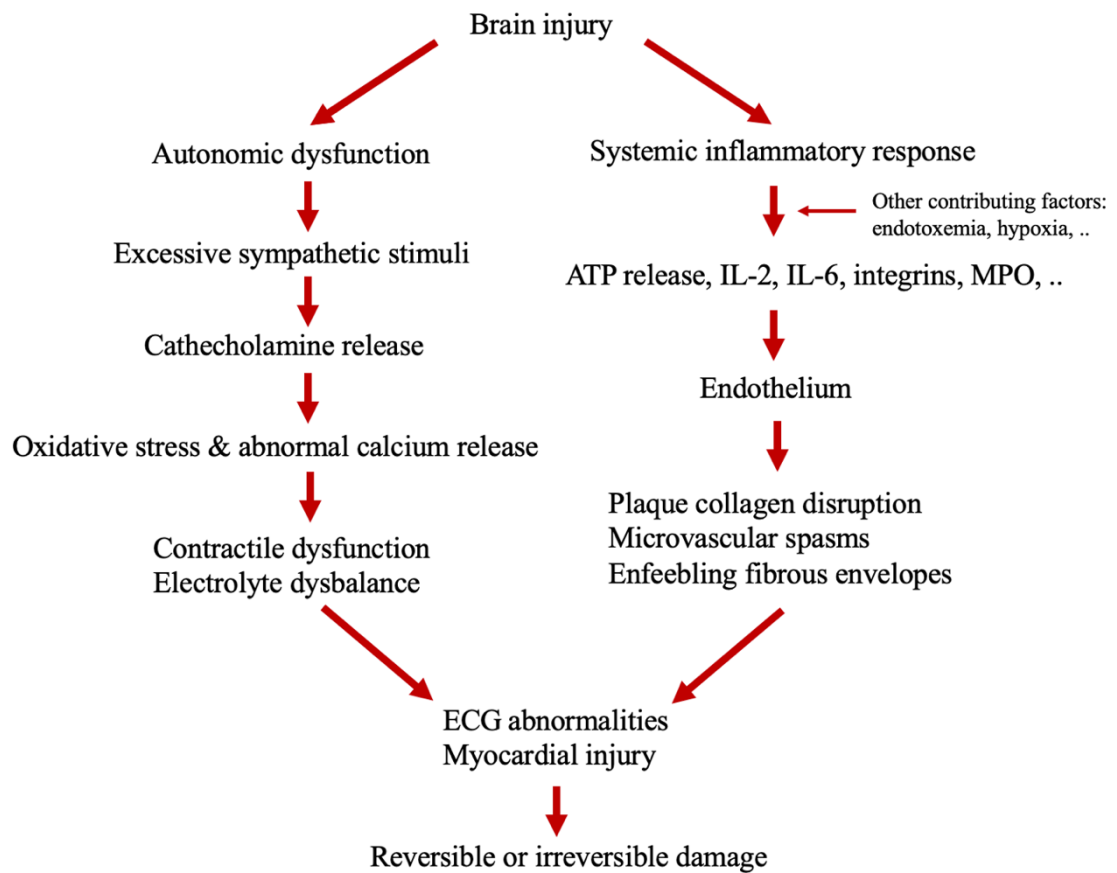 Brain injury
Autonomic dysfunction
Systemic inflammatory response
Excessive sympathetic stimuli
Other contributing factors:
endotoxemia, hypoxia, ..
ATP release, IL-2, IL-6, integrins, MPO, ..
Cathecholamine release
Endothelium
Oxidative stress & abnormal calcium release
Plaque collagen disruption
Microvascular spasms
Enfeebling fibrous envelopes
Contractile dysfunction
Electrolyte dysbalance
ECG abnormalities
Myocardial injury
Reversible or irreversible damage